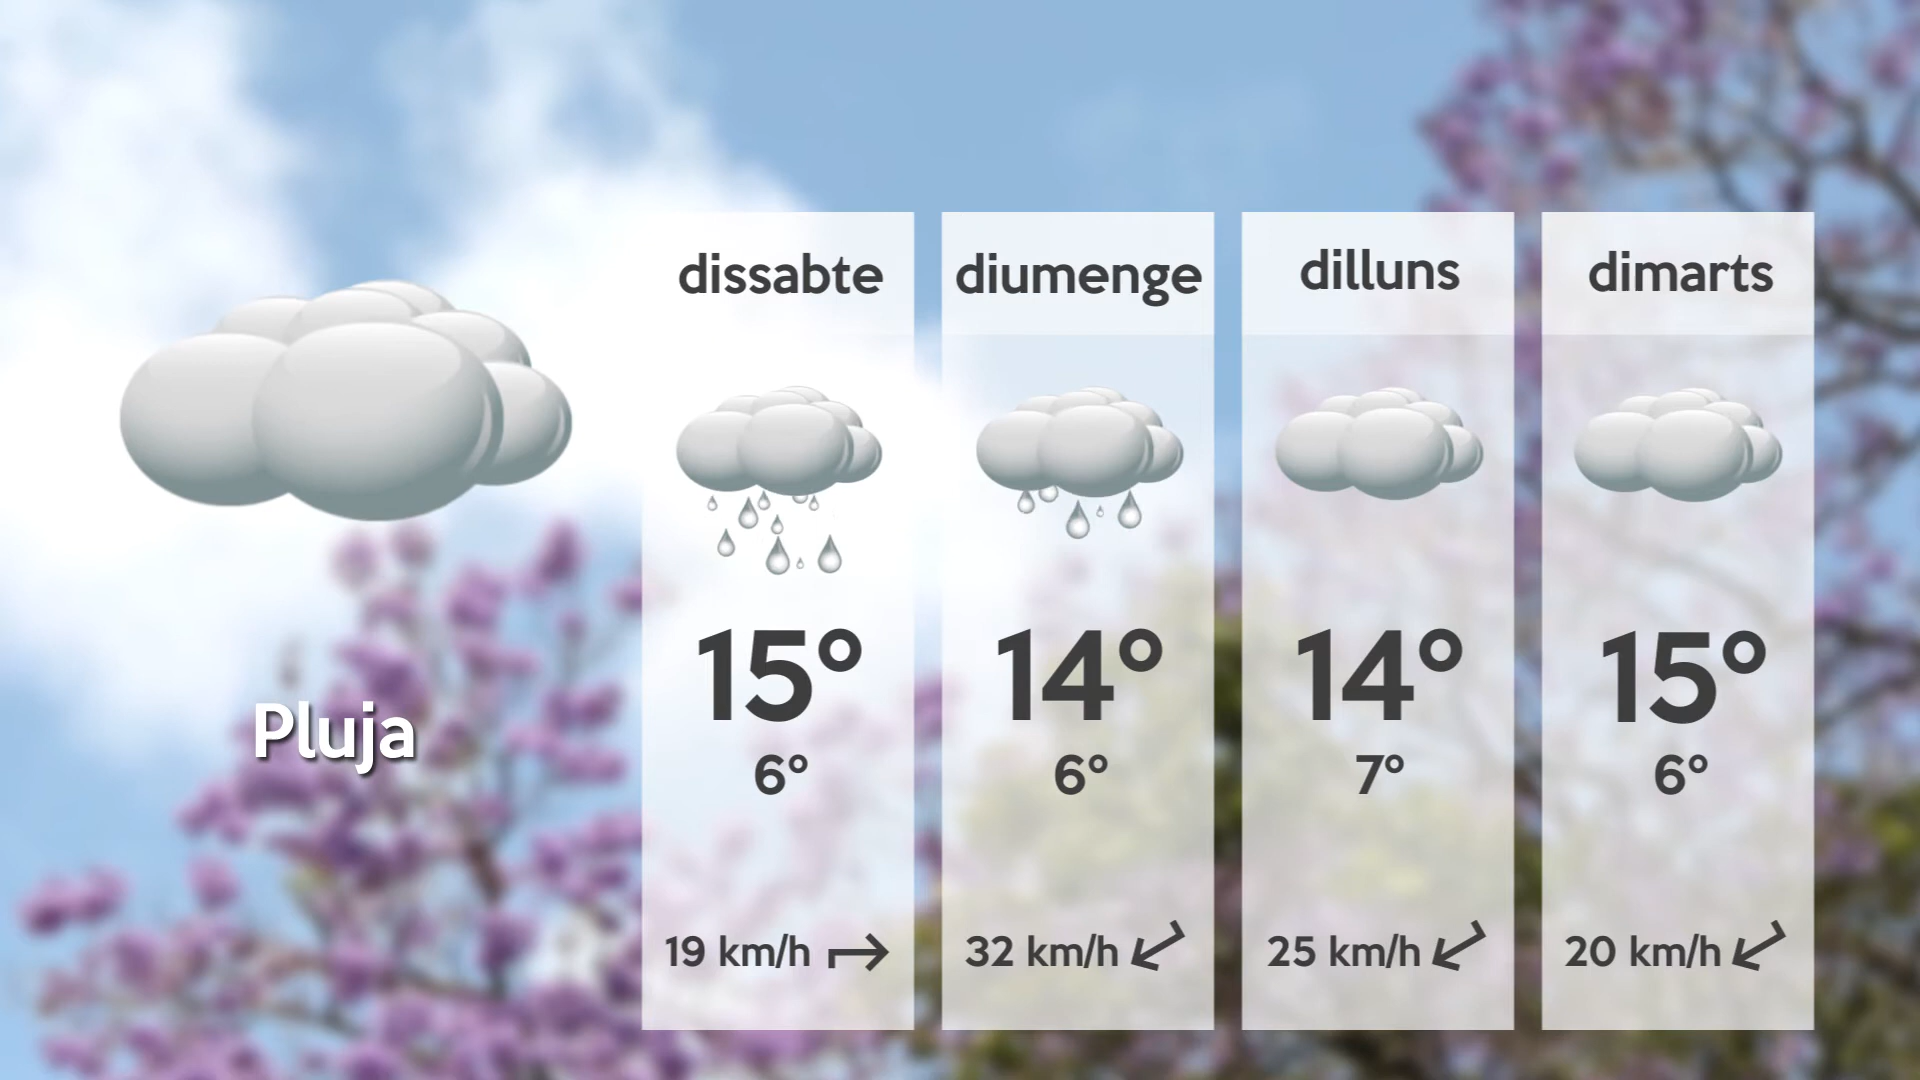 Pluja
dissabte
15°
6°
19 km/h
diumenge
14°
6°
32 km/h
dilluns
14°
7°
25 km/h
dimarts
15°
6°
20 km/h